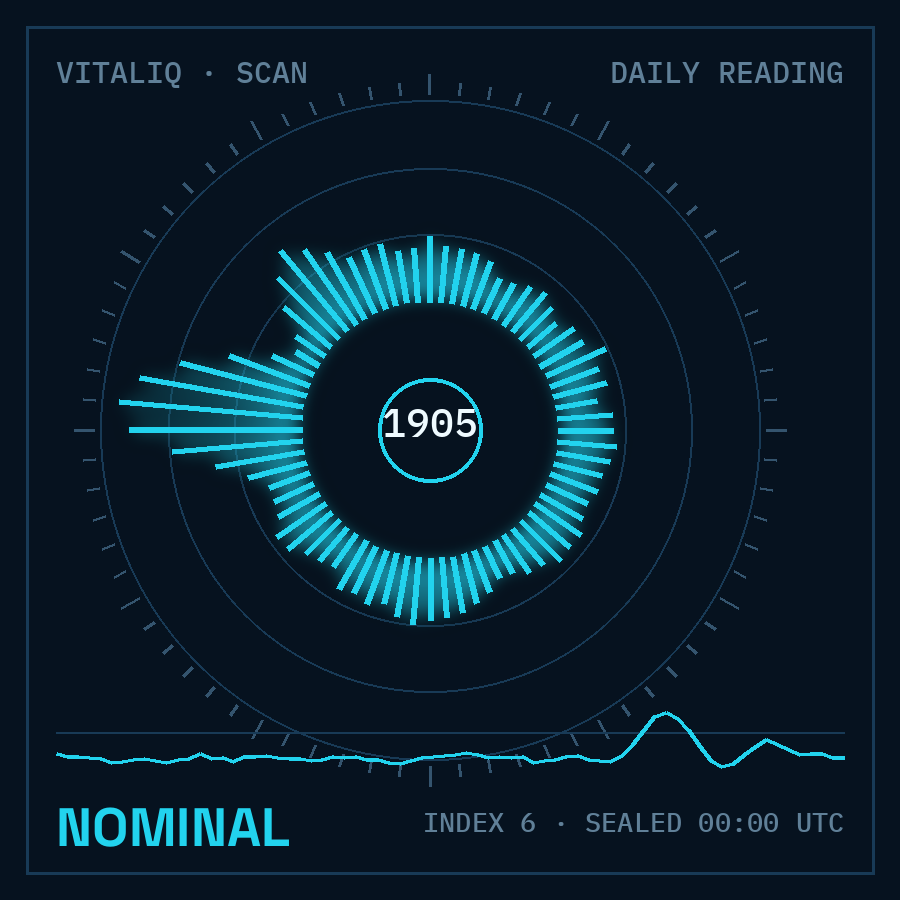 VITALIQ · SCAN
DAILY READING
1905
NOMINAL
INDEX 6 · SEALED 00:00 UTC